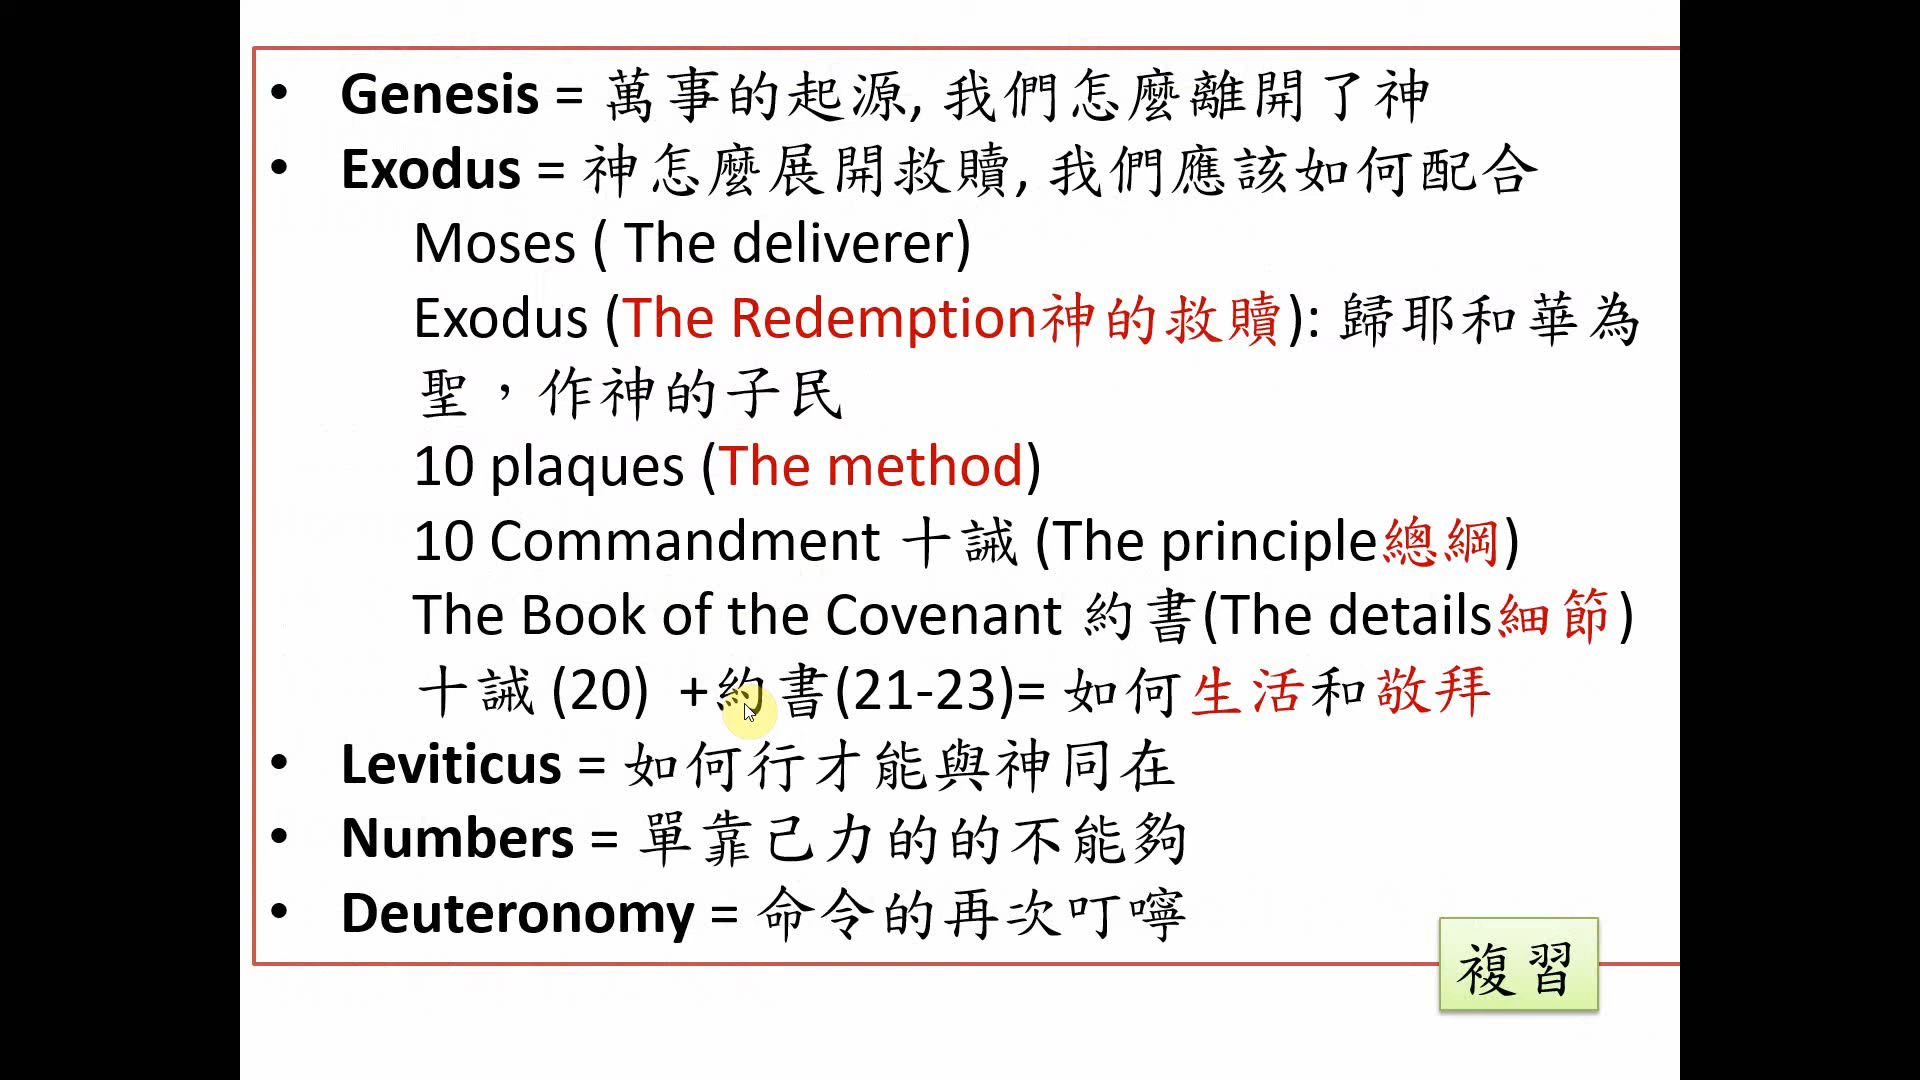 • Genesis = 萬事的起源, 我們怎麼離開了神
• Exodus = 神怎麼展開救贖, 我們應該如何配合
Moses ( The deliverer)
Exodus (The Redemption神的救贖): 歸耶和華為
聖，作神的子民
10 plaques (The method)
10 Commandment 十誡 (The principle總綱)
The Book of the Covenant 約書(The details細節)
十誡 (20) +約書(21-23)= 如何生活和敬拜
• Leviticus = 如何行才能與神同在
• Numbers = 單靠己力的的不能夠
• Deuteronomy = 命令的再次叮嚀
複習